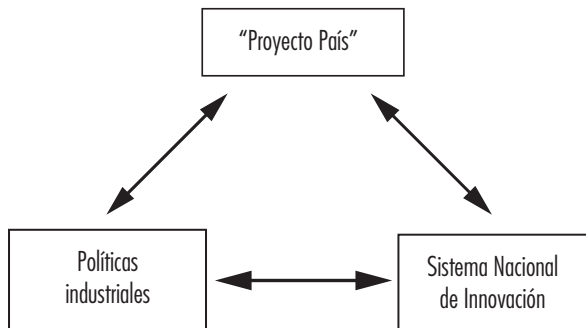 “Proyecto País”
Políticas
industriales
Sistema Nacional
de Innovación